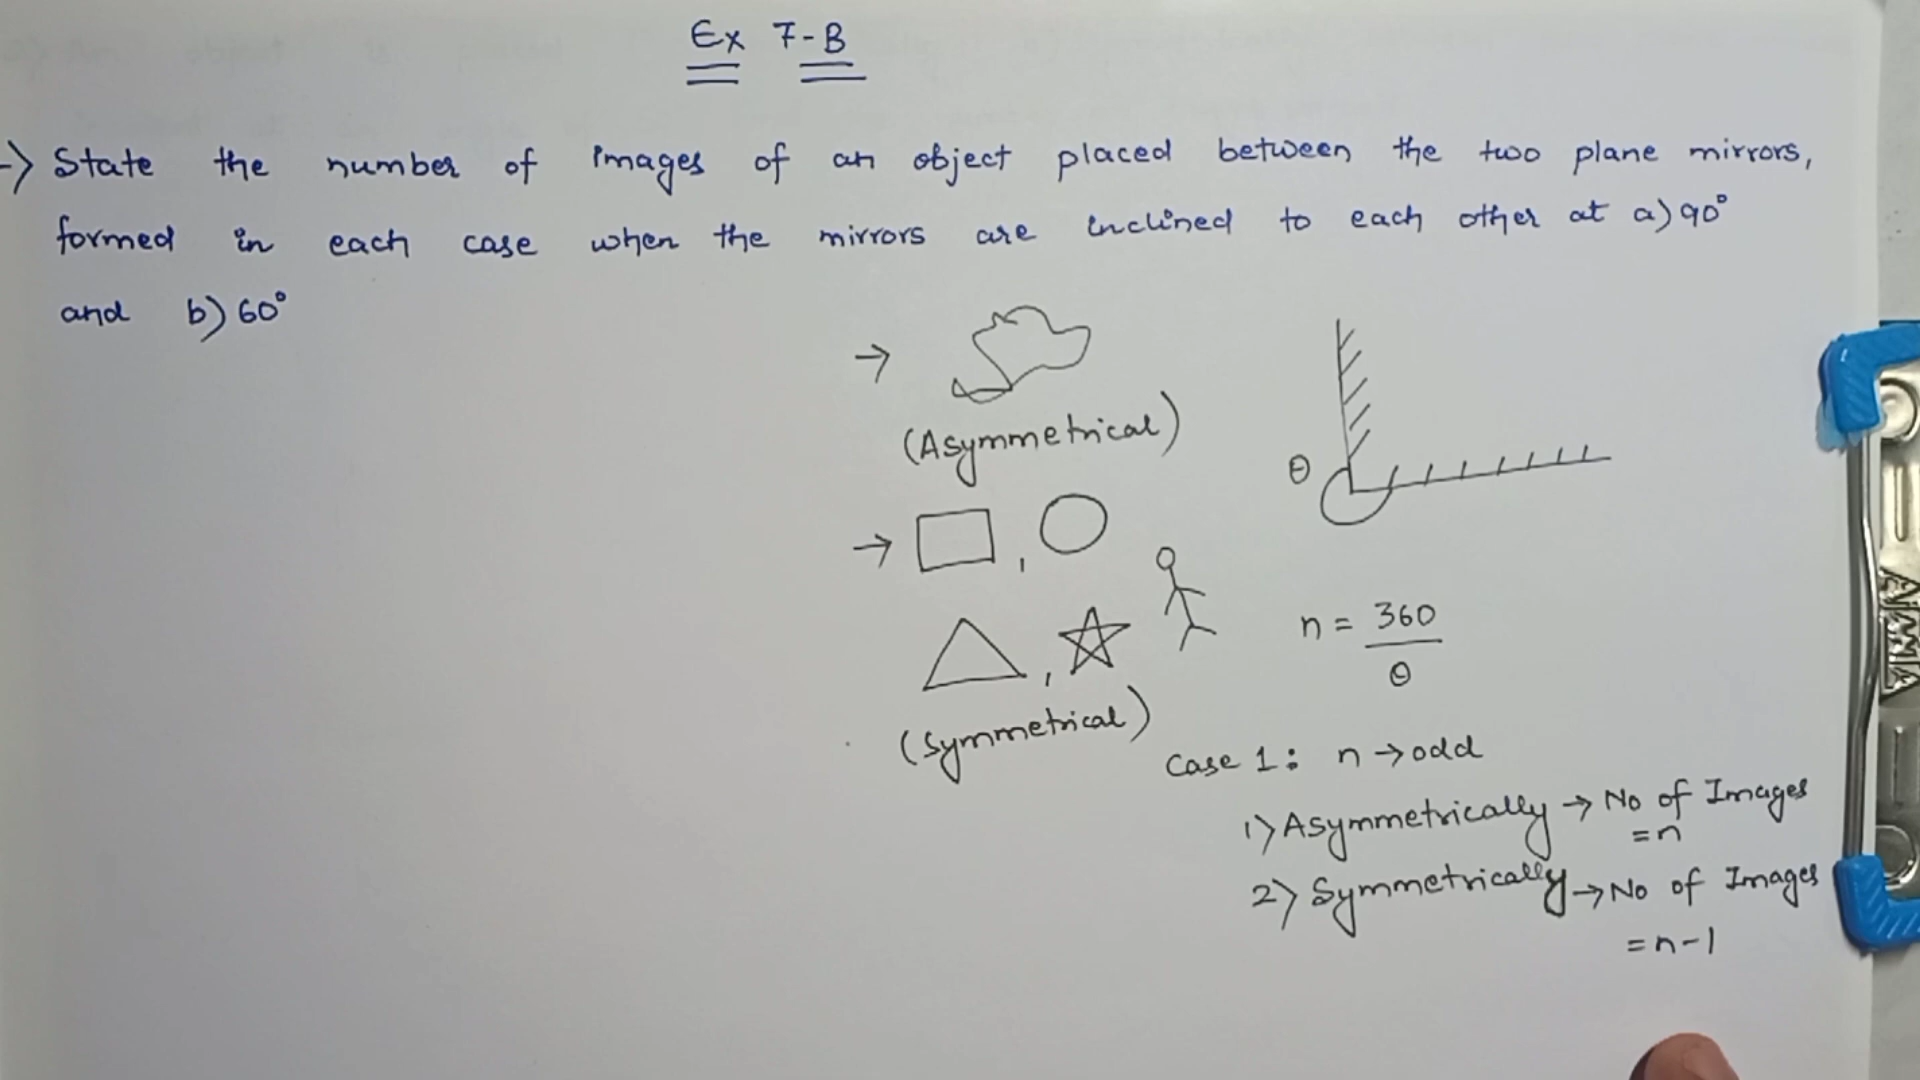 Ex 7-B
-> State the number of images of an object placed between the two plane mirrors,
formed in each case when the mirrors are inclined to each other at a) 90°
and b) 60°
→
(Asymmetrical)
→ ,
,
(Symmetrical)
θ
n = 360
θ
Case 1: n → odd
1) Asymmetrically → No of Images
= n
2) Symmetrically → No of Images
= n-1